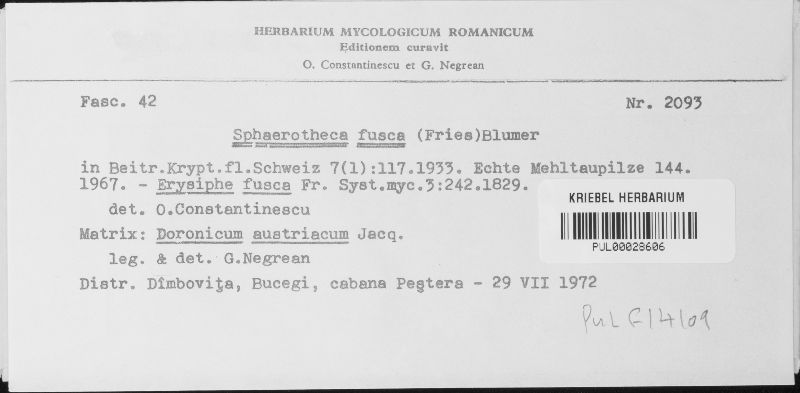 HERBARIUM MYCOLOGICUM ROMANICUM
Editionem curavit
O. Constantinescu et G. Negrean
Fasc. 42 Nr. 2093
Sphaerotheca fusca (Fries)Blumer
in Beitr.Krypt.fl.Schweiz 7(1):117.1933. Echte Mehltaupilze 144.
1967. - Erysiphe fusca Fr. Syst.myc.3:242.1829.
det. O.Constantinescu
Matrix: Doronicum austriacum Jacq.
leg. & det. G.Negrean
Distr. Dîmboviţa, Bucegi, cabana Peştera - 29 VII 1972
KRIEBEL HERBARIUM
PUL00028606
PUL F14109